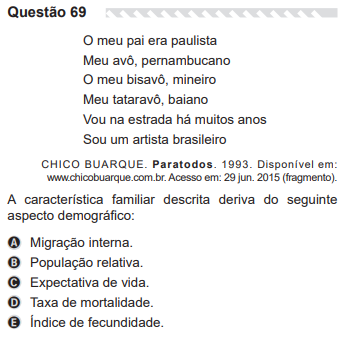 Questão 69
O meu pai era paulista
Meu avô, pernambucano
O meu bisavô, mineiro
Meu tataravô, baiano
Vou na estrada há muitos anos
Sou um artista brasileiro
CHICO BUARQUE. Paratodos. 1993. Disponível em:
www.chicobuarque.com.br. Acesso em: 29 jun. 2015 (fragmento).
A característica familiar descrita deriva do seguinte
aspecto demográfico:
A Migração interna.
B População relativa.
C Expectativa de vida.
D Taxa de mortalidade.
E Índice de fecundidade.